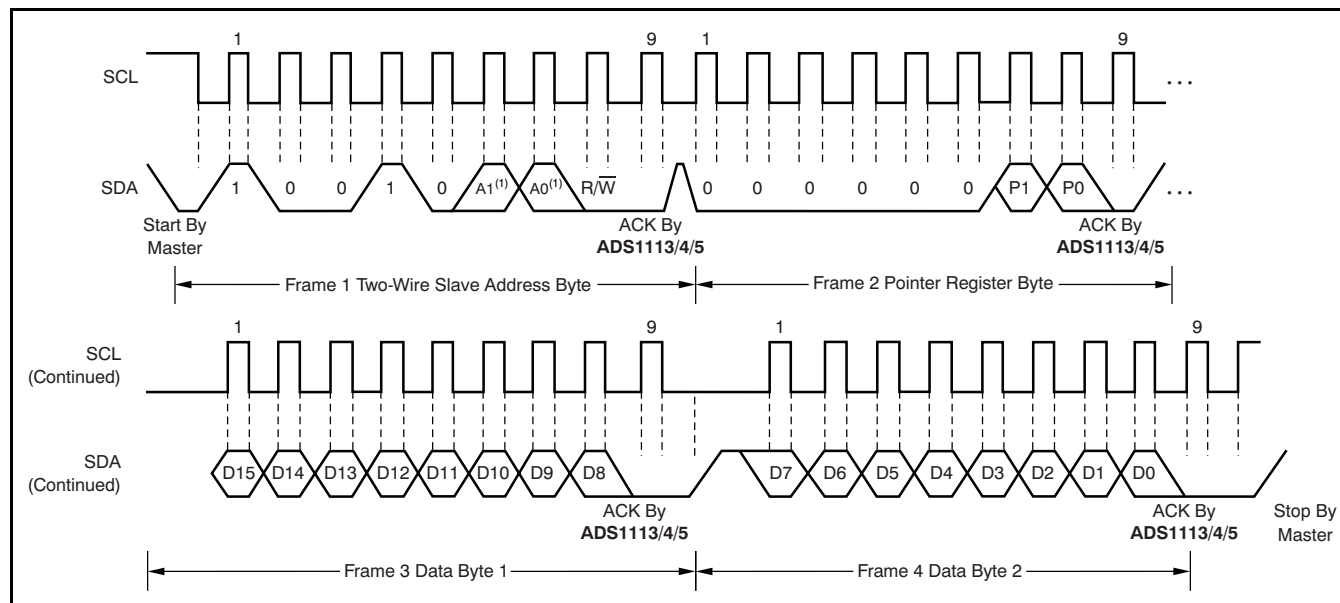 1 9 1 9
SCL ...
SDA 1 0 0 1 0 A1(1) A0(1) R/W̅ 0 0 0 0 0 0 P1 P0 ...
Start By Master
ACK By ADS1113/4/5
ACK By ADS1113/4/5
Frame 1 Two-Wire Slave Address Byte
Frame 2 Pointer Register Byte
1 9 1 9
SCL
(Continued)
SDA
(Continued)
D15 D14 D13 D12 D11 D10 D9 D8 D7 D6 D5 D4 D3 D2 D1 D0
ACK By
ADS1113/4/5
ACK By
ADS1113/4/5
Stop By
Master
Frame 3 Data Byte 1
Frame 4 Data Byte 2